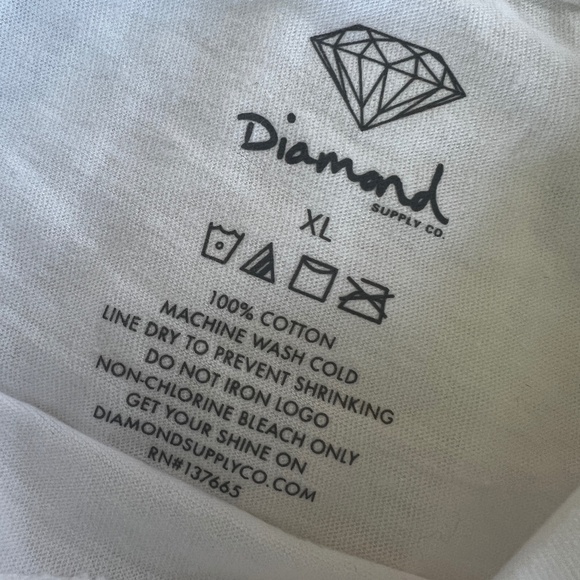 Diamond
SUPPLY CO.
XL
100% COTTON
MACHINE WASH COLD
LINE DRY TO PREVENT SHRINKING
DO NOT IRON LOGO
NON-CHLORINE BLEACH ONLY
GET YOUR SHINE ON
DIAMONDSUPPLYCO.COM
RN#137665